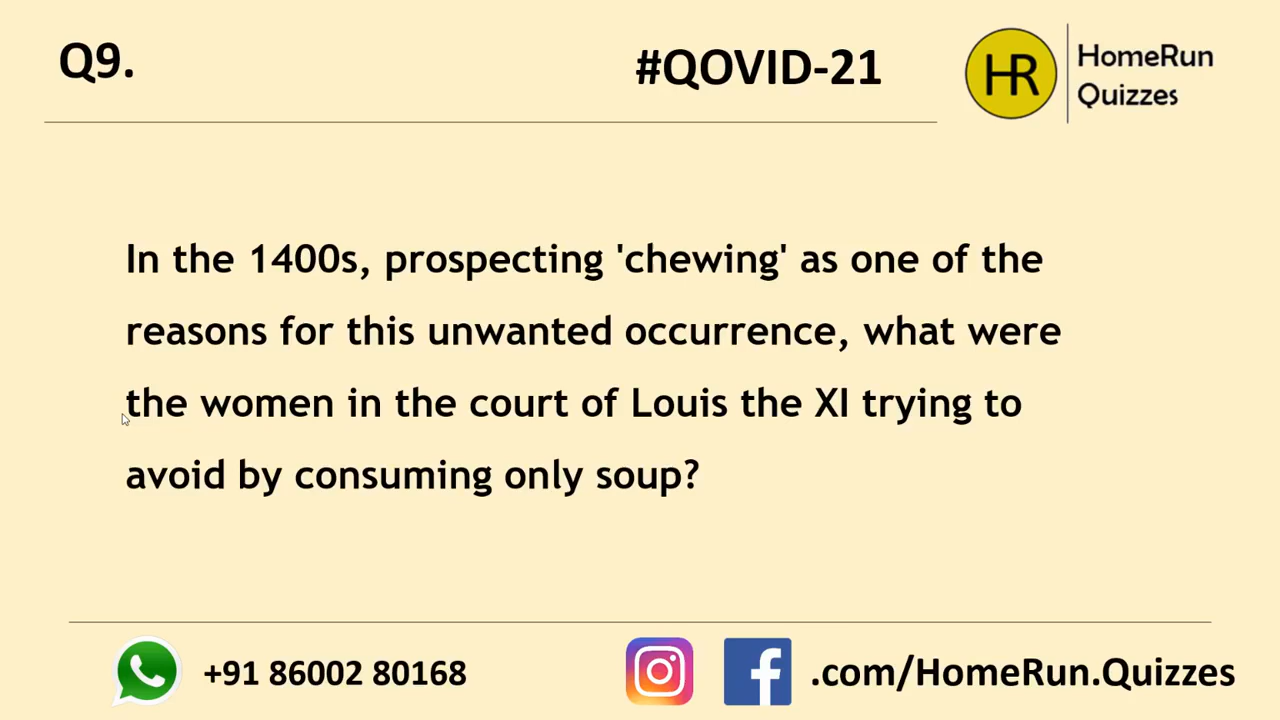 Q9.
#QOVID-21
HR
HomeRun
Quizzes
In the 1400s, prospecting 'chewing' as one of the
reasons for this unwanted occurrence, what were
the women in the court of Louis the XI trying to
avoid by consuming only soup?
+91 86002 80168
.com/HomeRun.Quizzes